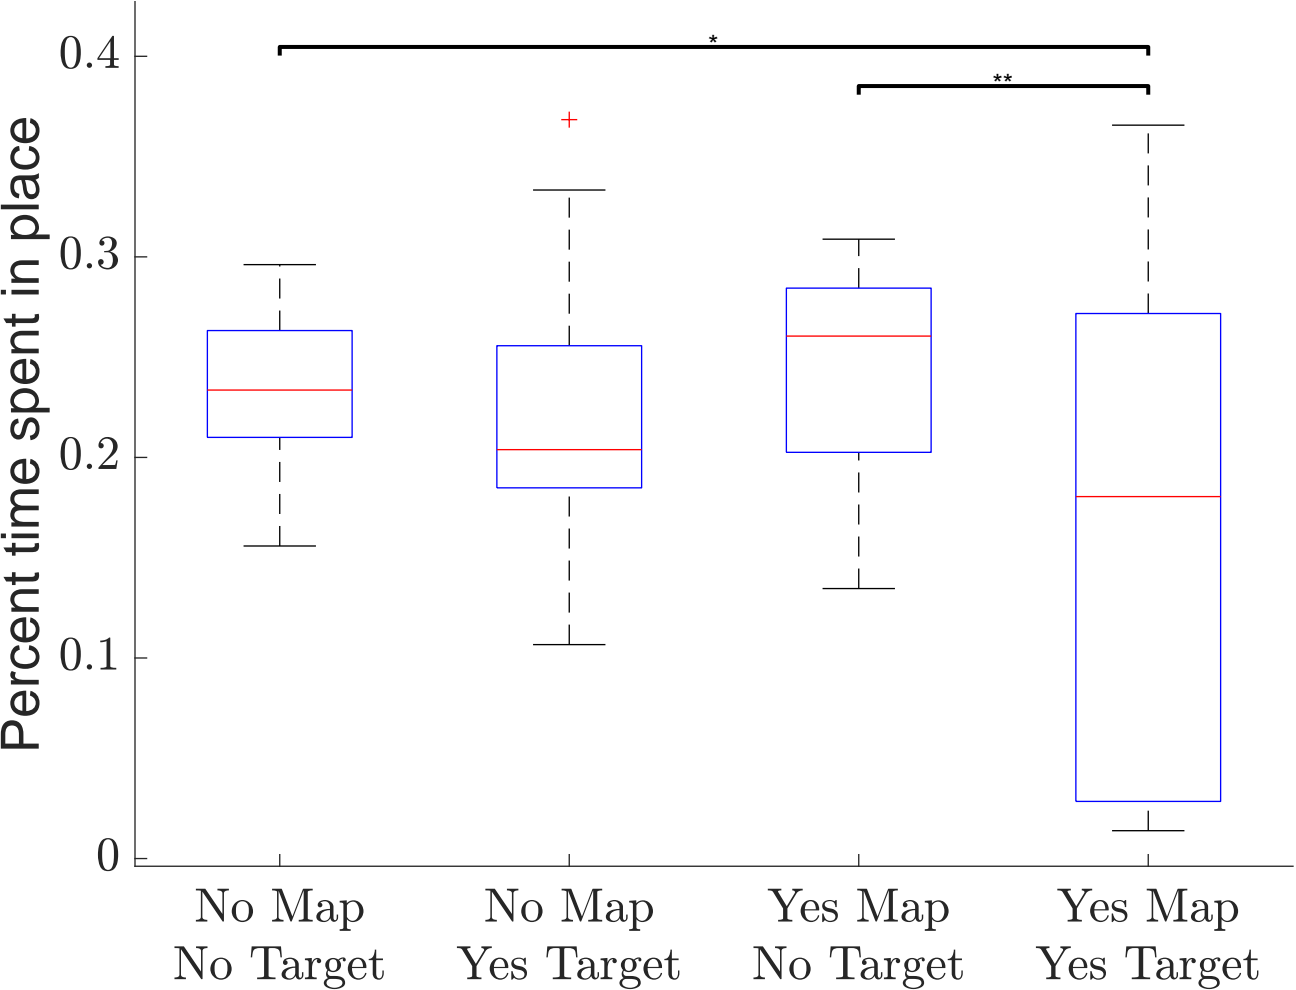 *
**
0.4
0.3
0.2
0.1
0
Percent time spent in place
No Map
No Target
No Map
Yes Target
Yes Map
No Target
Yes Map
Yes Target